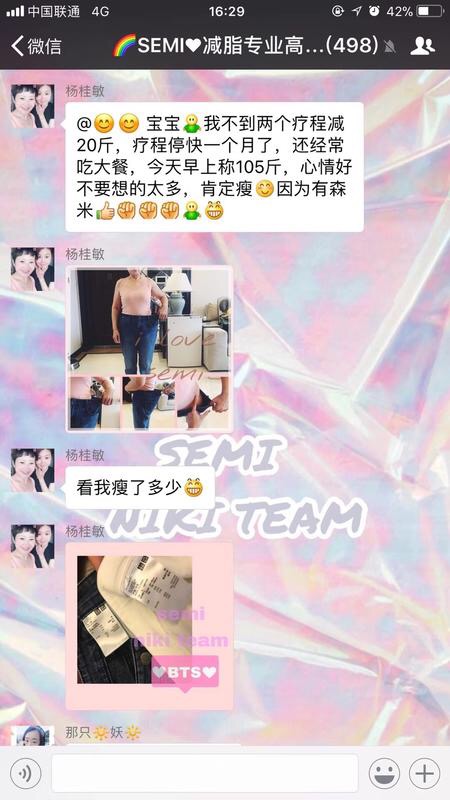 中国联通 4G 16:29 42%
微信 🌈SEMI❤减脂专业高...(498)
杨桂敏
@😊😊 宝宝我不到两个疗程减
20斤，疗程停快一个月了，还经常
吃大餐，今天早上称105斤，心情好
不要想的太多，肯定瘦😊因为有森
米👍✊✊✊😁
杨桂敏
love
semi
杨桂敏
看我瘦了多少😁
SEMI
NIKI TEAM
杨桂敏
semi
niki team
❤BTS❤
那只☀妖☀